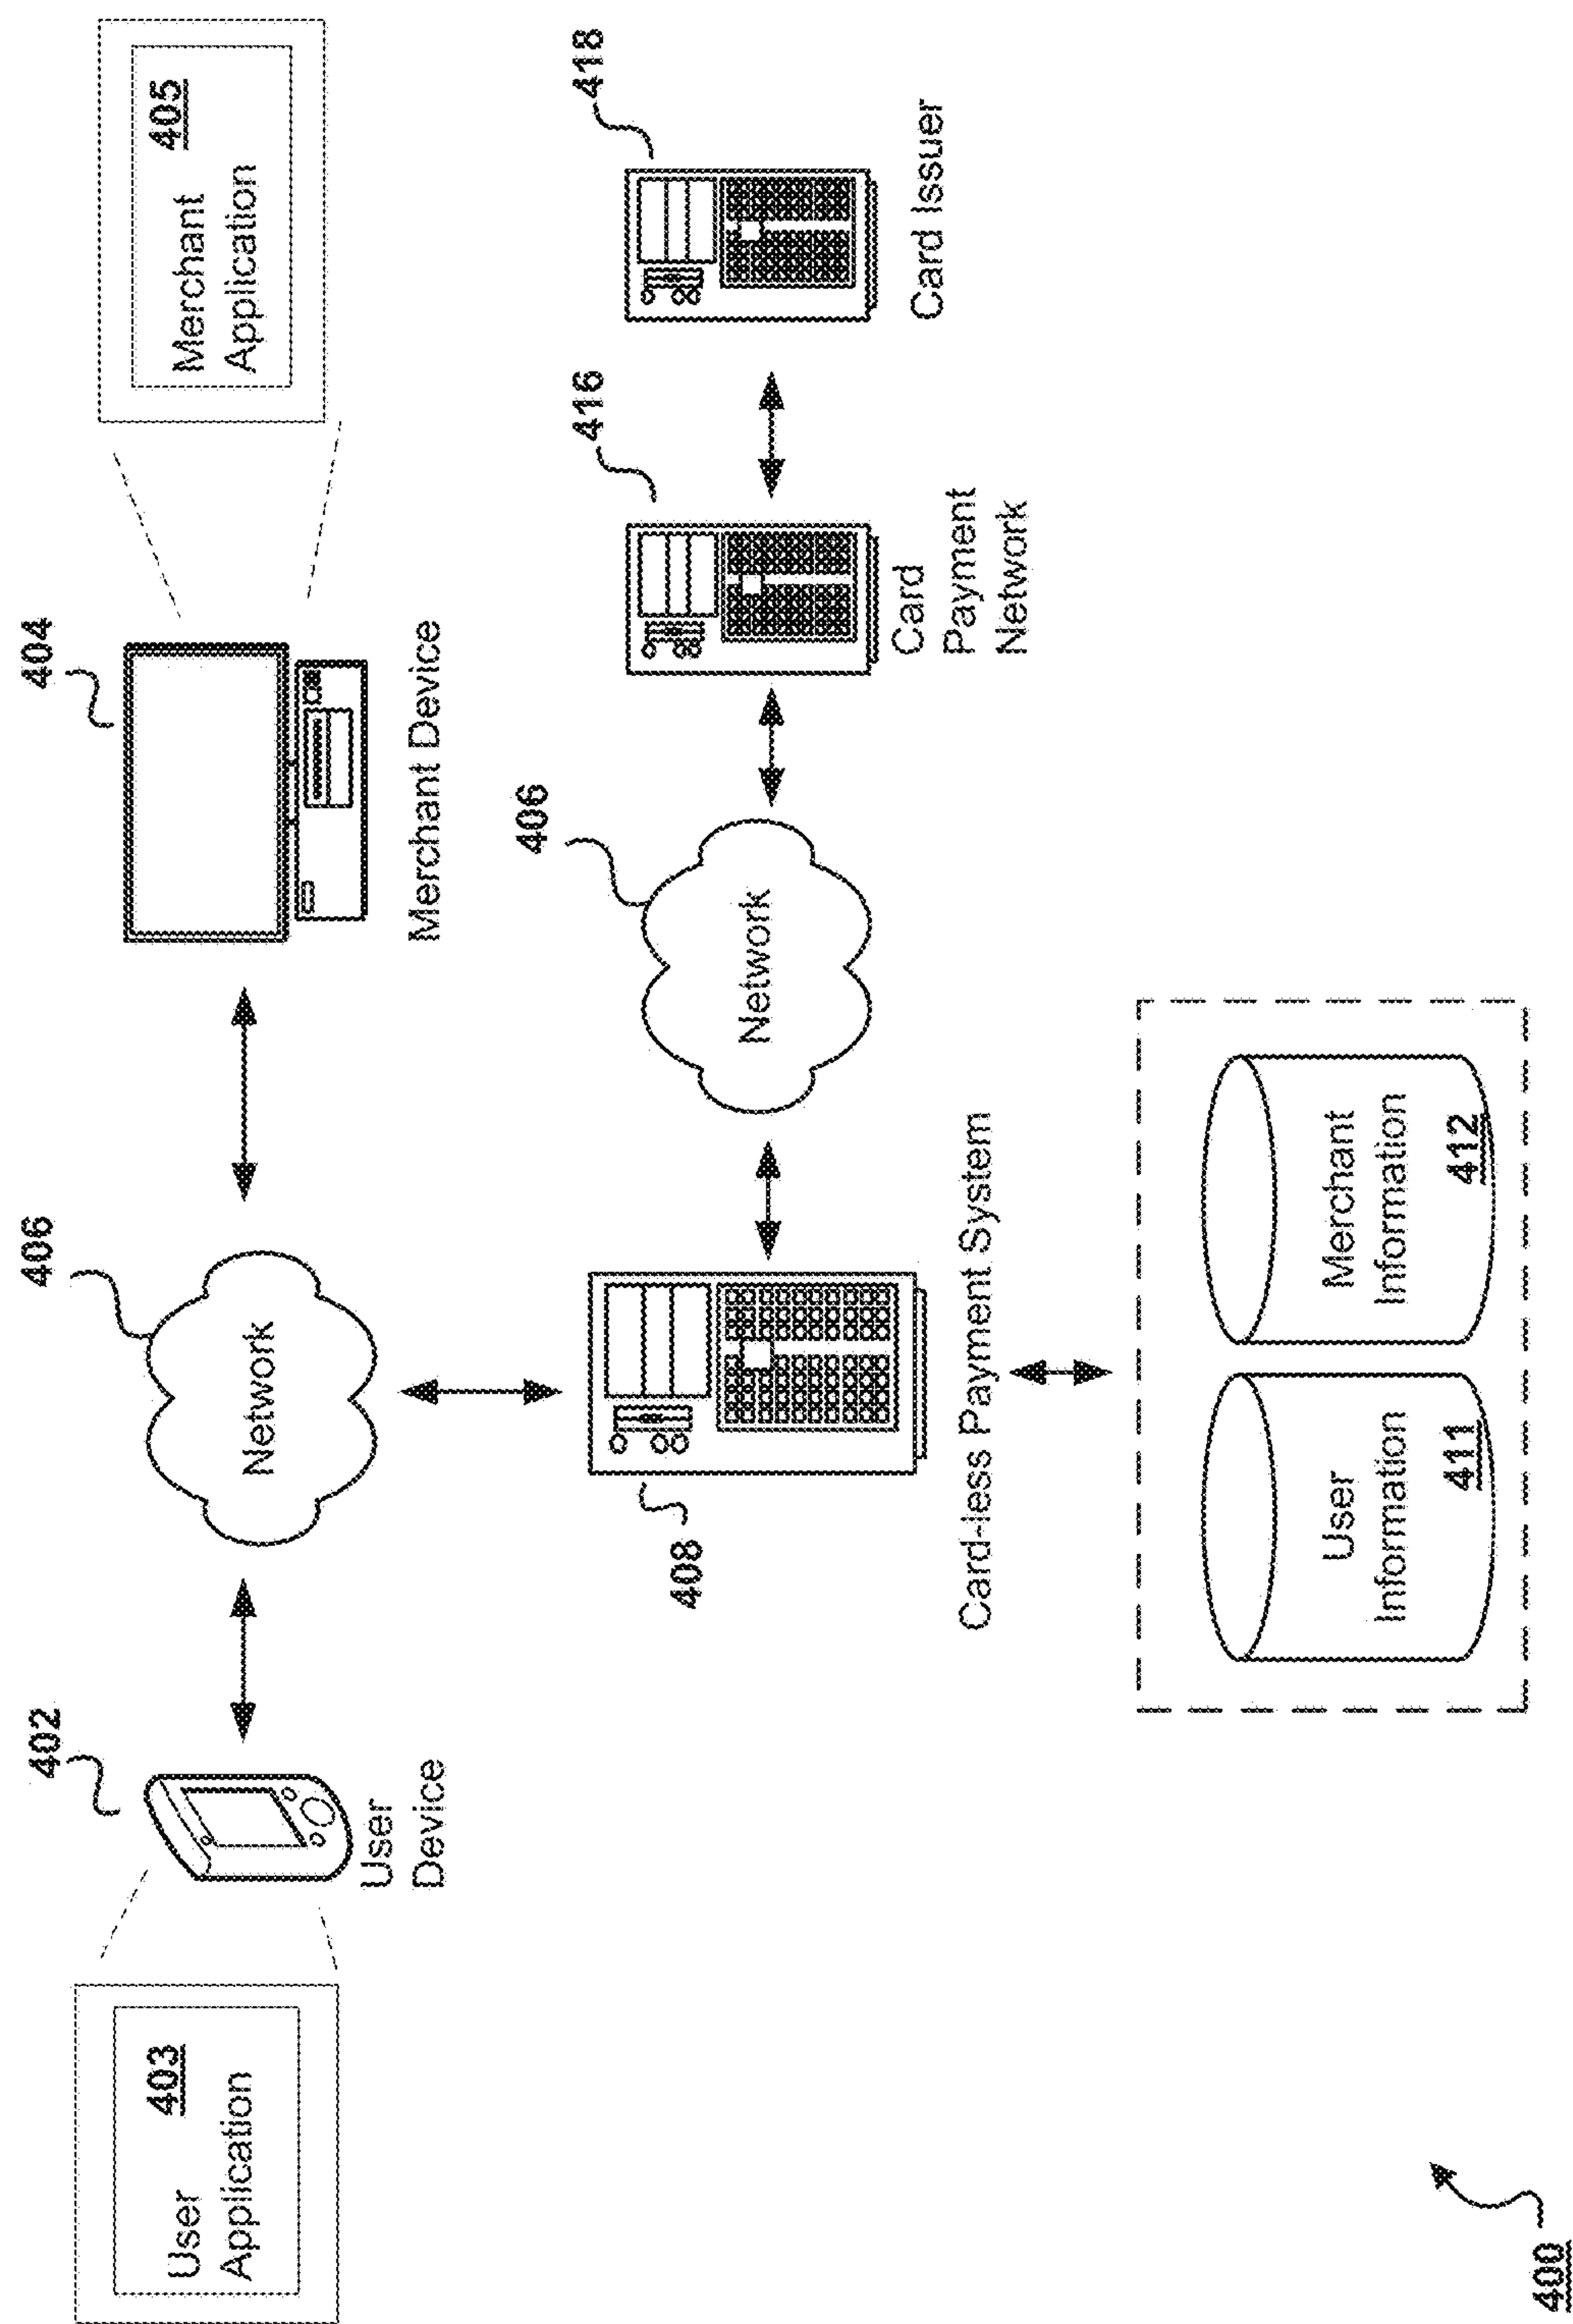 User
Application
403
402
User
Device
406
Network
404
Merchant Device
Merchant
Application
405
408
Card-less Payment System
406
Network
416
Card
Payment
Network
418
Card Issuer
User
Information
411
Merchant
Information
412
400